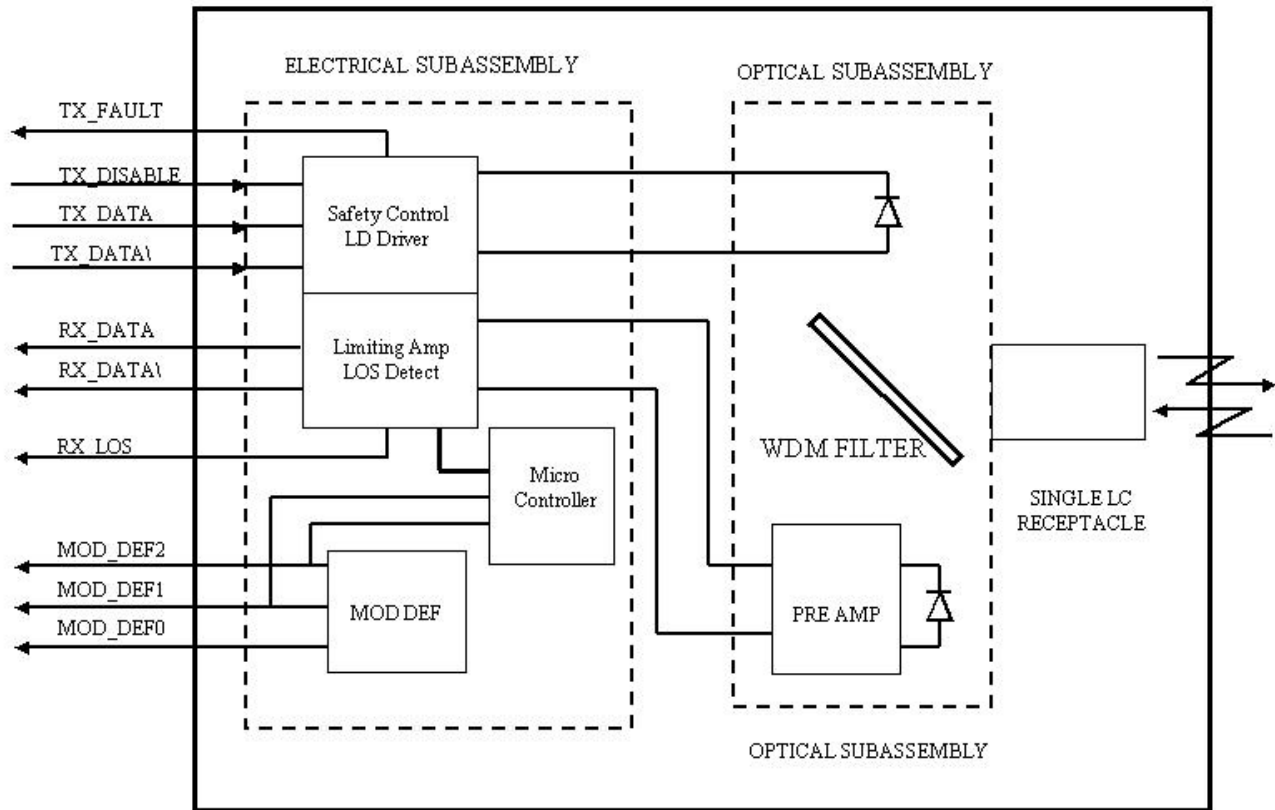 ELECTRICAL SUBASSEMBLY
OPTICAL SUBASSEMBLY
TX_FAULT
TX_DISABLE
TX_DATA
TX_DATA\
RX_DATA
RX_DATA\
RX_LOS
MOD_DEF2
MOD_DEF1
MOD_DEF0
Safety Control
LD Driver
Limiting Amp
LOS Detect
Micro
Controller
MOD DEF
WDM FILTER
PRE AMP
SINGLE LC
RECEPTACLE
OPTICAL SUBASSEMBLY